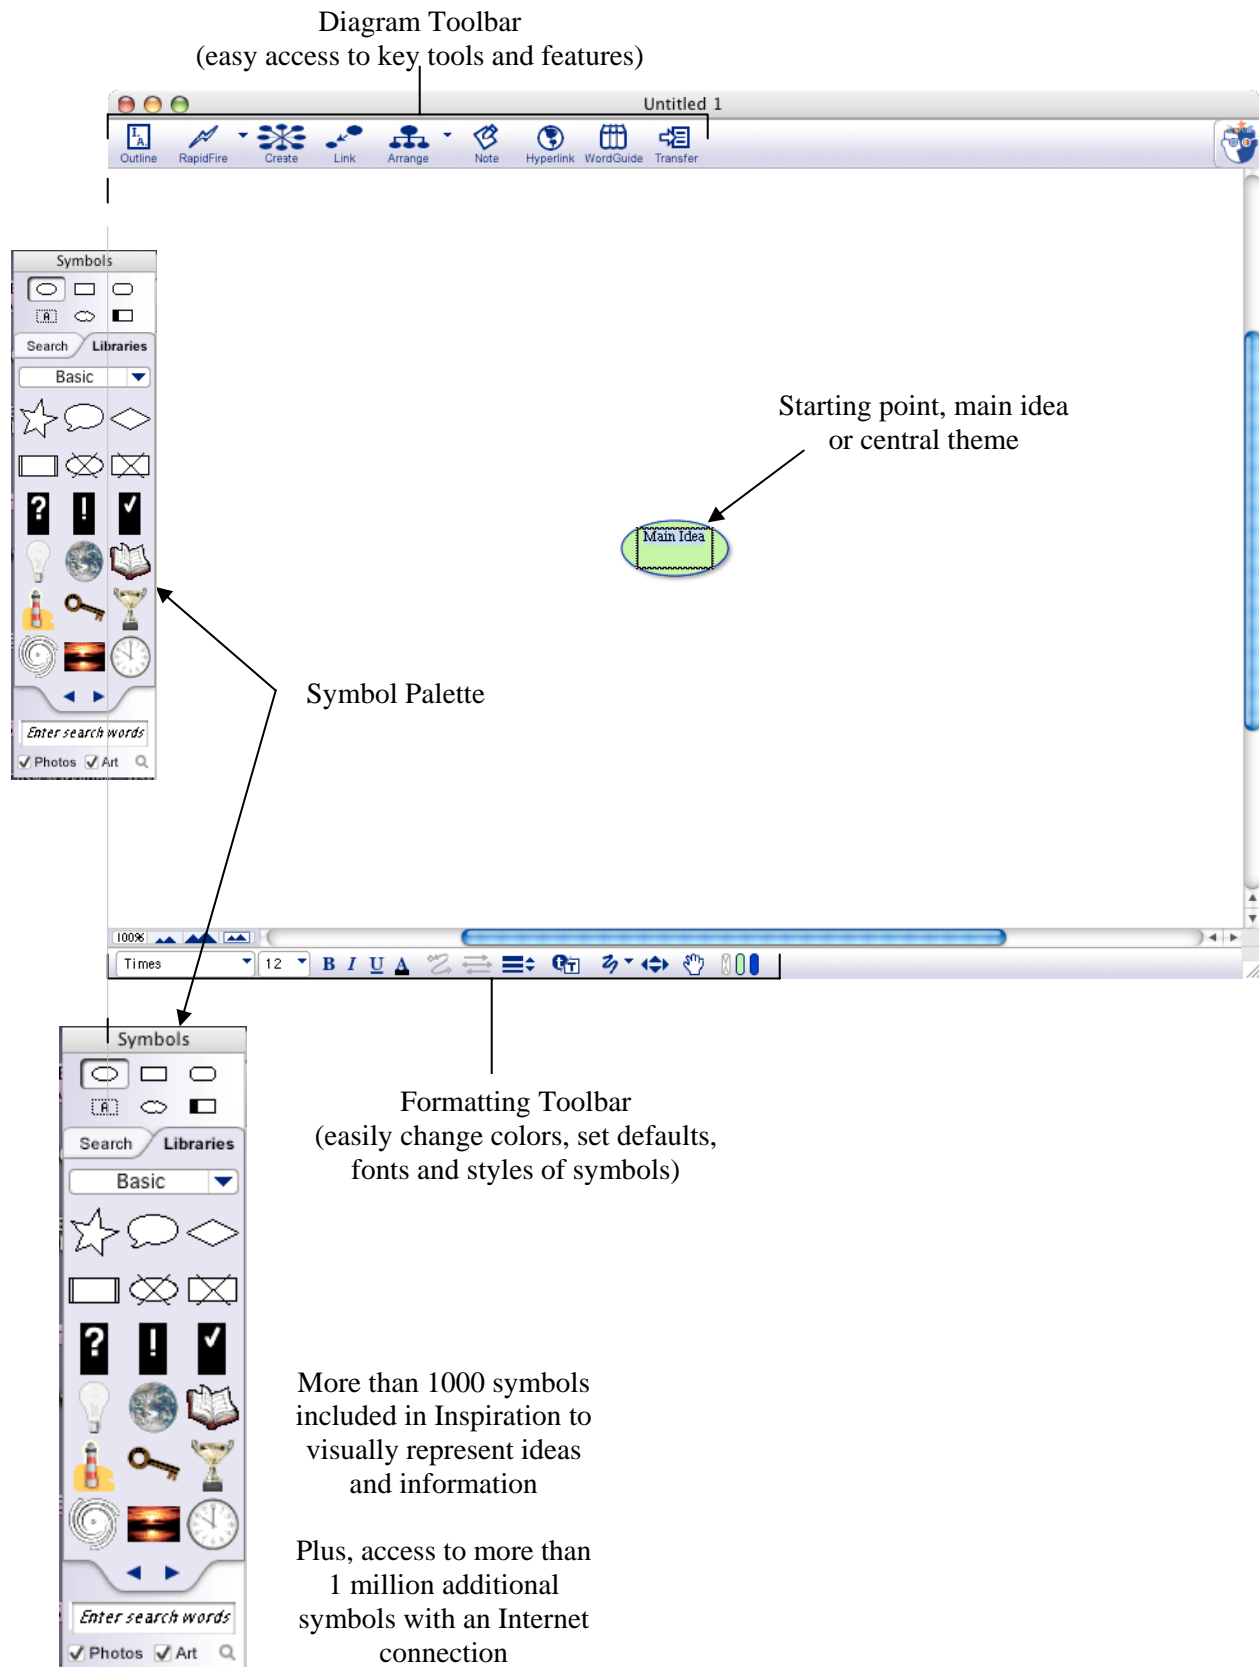 Diagram Toolbar
(easy access to key tools and features)
Untitled 1
I.
A.
Outline RapidFire Create Link Arrange Note Hyperlink WordGuide Transfer
Symbols
A
Search Libraries
Basic
? !
Enter search words
Photos Art
Starting point, main idea
or central theme
Main Idea
Symbol Palette
100%
Times 12 B I U A
Symbols
A
Search Libraries
Basic
? !
Enter search words
Photos Art
Formatting Toolbar
(easily change colors, set defaults,
fonts and styles of symbols)
More than 1000 symbols
included in Inspiration to
visually represent ideas
and information
Plus, access to more than
1 million additional
symbols with an Internet
connection